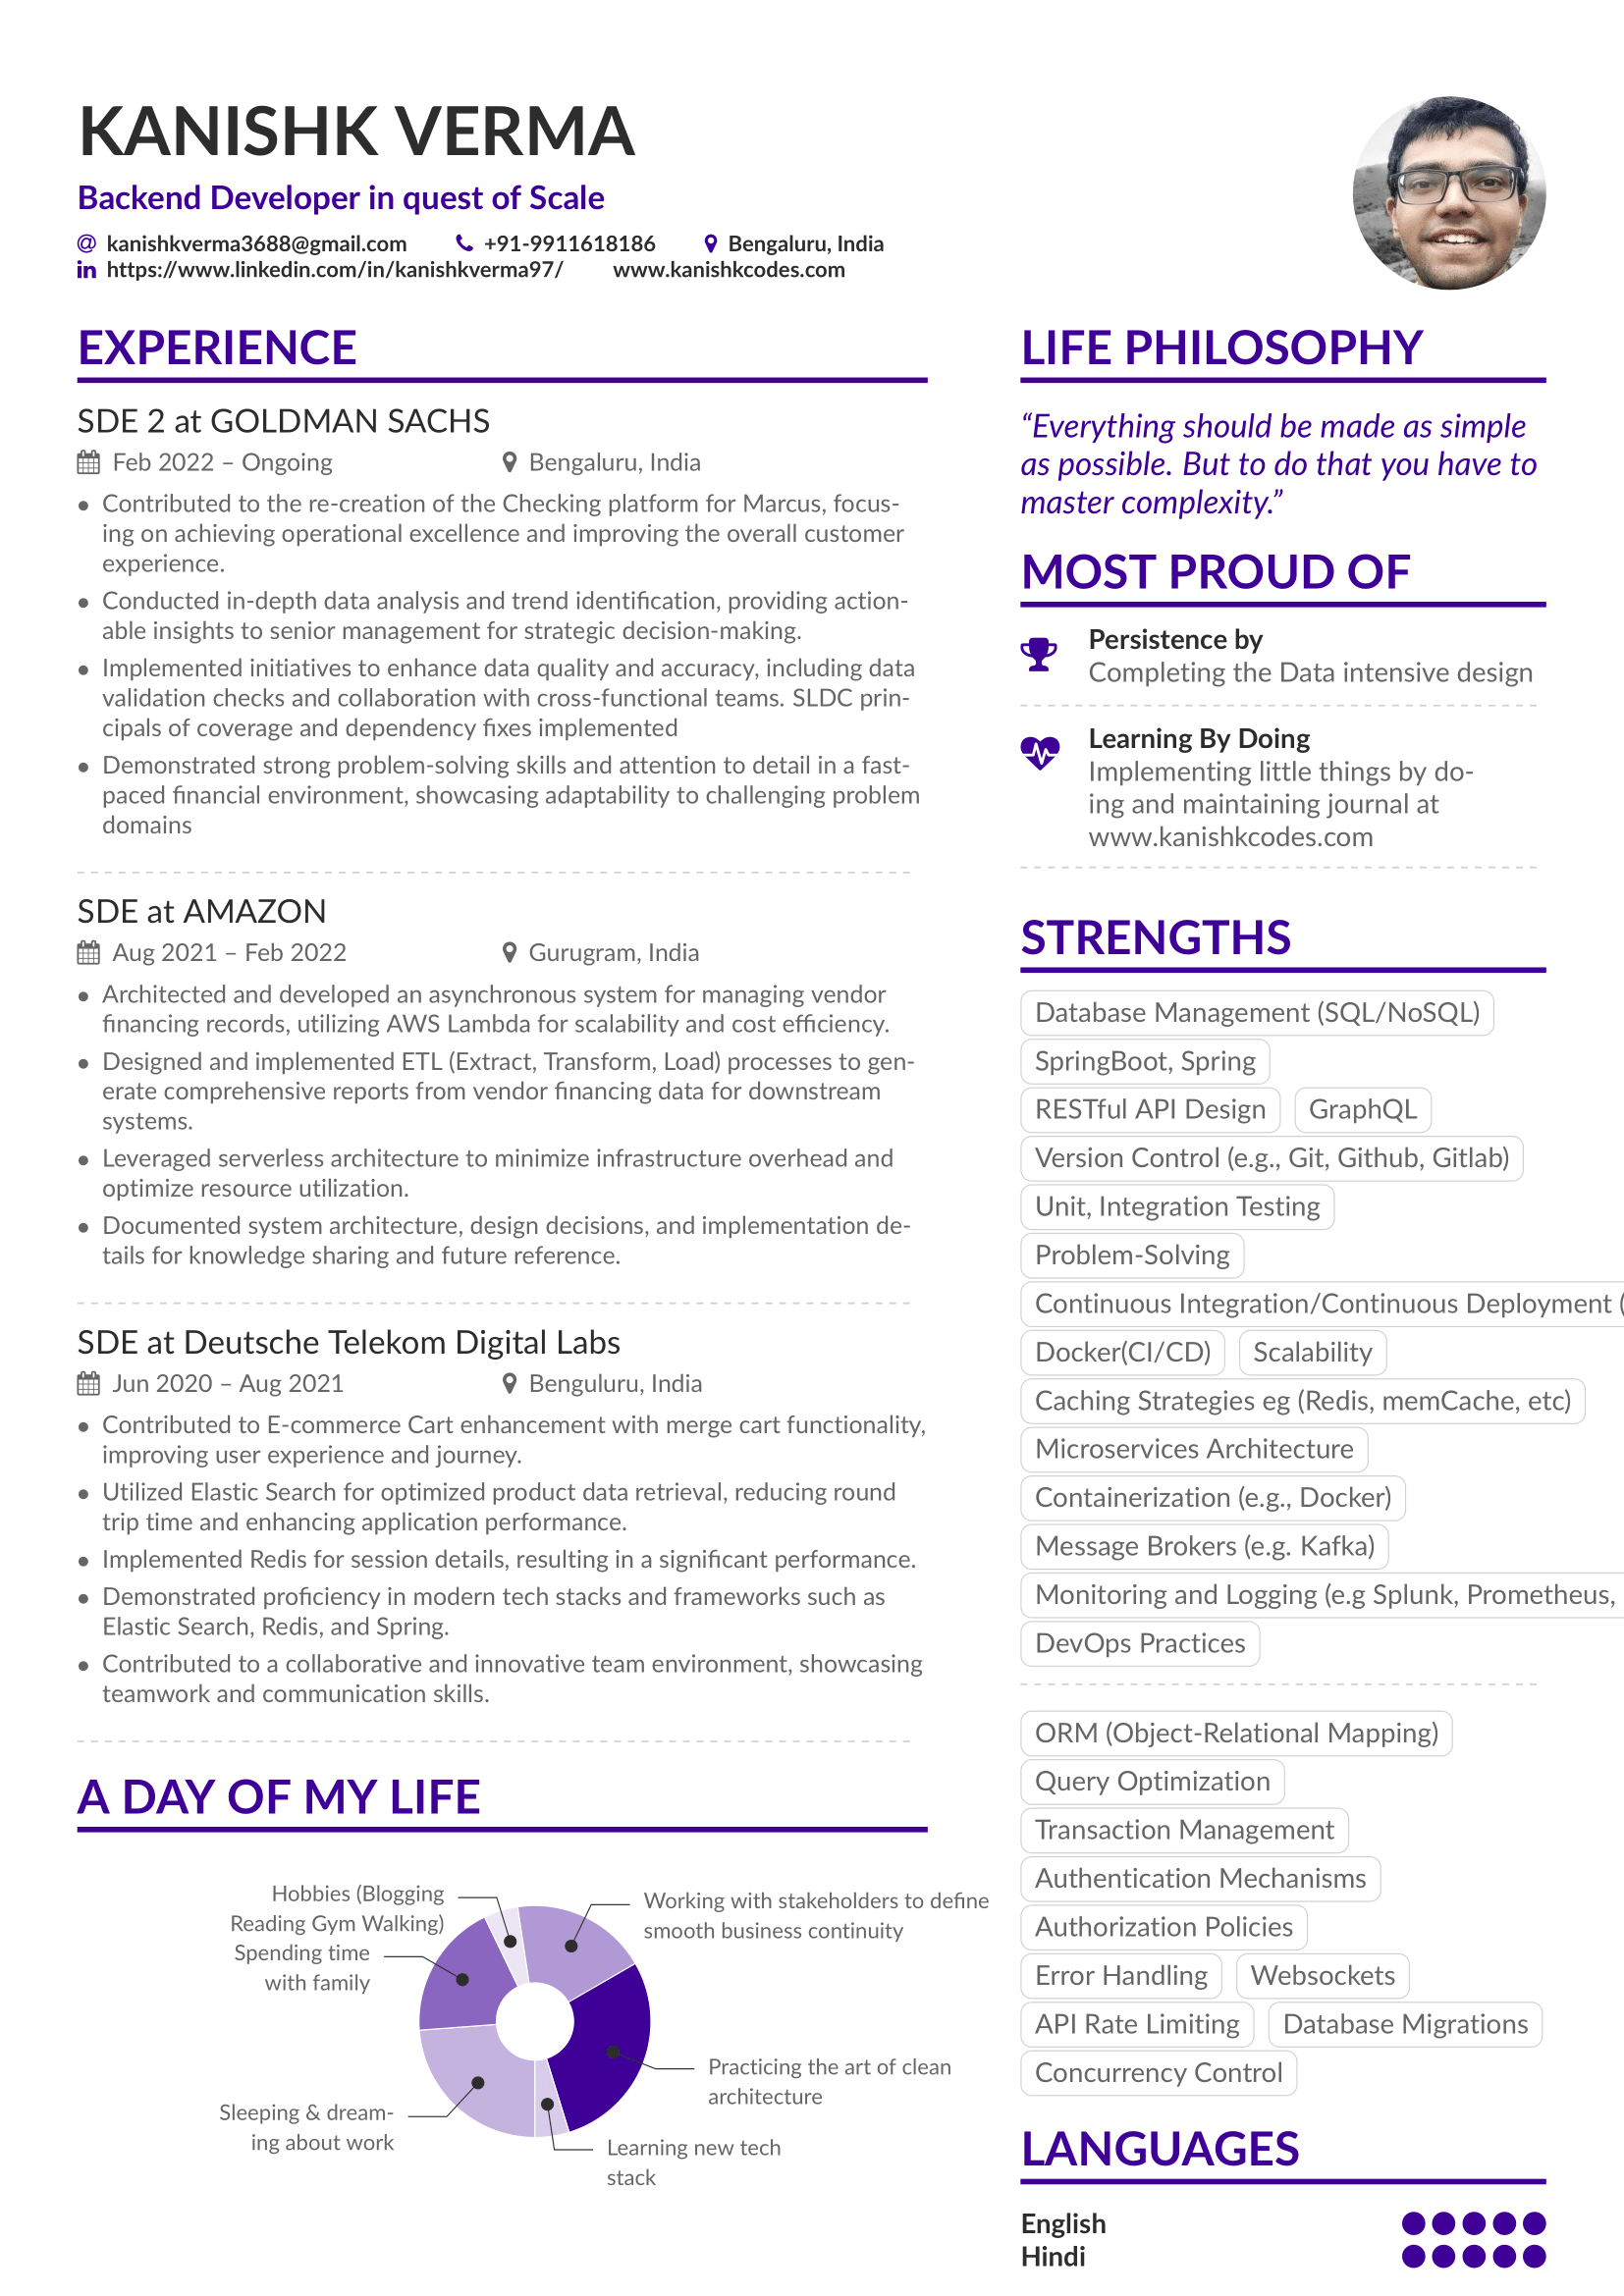 KANISHK VERMA
Backend Developer in quest of Scale
@ kanishkverma3688@gmail.com +91-9911618186 Bengaluru, India
in https://www.linkedin.com/in/kanishkverma97/ www.kanishkcodes.com
EXPERIENCE
SDE 2 at GOLDMAN SACHS
Feb 2022 – Ongoing Bengaluru, India
• Contributed to the re-creation of the Checking platform for Marcus, focus-
ing on achieving operational excellence and improving the overall customer
experience.
• Conducted in-depth data analysis and trend identification, providing action-
able insights to senior management for strategic decision-making.
• Implemented initiatives to enhance data quality and accuracy, including data
validation checks and collaboration with cross-functional teams. SLDC prin-
cipals of coverage and dependency fixes implemented
• Demonstrated strong problem-solving skills and attention to detail in a fast-
paced financial environment, showcasing adaptability to challenging problem
domains
SDE at AMAZON
Aug 2021 – Feb 2022 Gurugram, India
• Architected and developed an asynchronous system for managing vendor
financing records, utilizing AWS Lambda for scalability and cost efficiency.
• Designed and implemented ETL (Extract, Transform, Load) processes to gen-
erate comprehensive reports from vendor financing data for downstream
systems.
• Leveraged serverless architecture to minimize infrastructure overhead and
optimize resource utilization.
• Documented system architecture, design decisions, and implementation de-
tails for knowledge sharing and future reference.
SDE at Deutsche Telekom Digital Labs
Jun 2020 – Aug 2021 Benguluru, India
• Contributed to E-commerce Cart enhancement with merge cart functionality,
improving user experience and journey.
• Utilized Elastic Search for optimized product data retrieval, reducing round
trip time and enhancing application performance.
• Implemented Redis for session details, resulting in a significant performance.
• Demonstrated proficiency in modern tech stacks and frameworks such as
Elastic Search, Redis, and Spring.
• Contributed to a collaborative and innovative team environment, showcasing
teamwork and communication skills.
A DAY OF MY LIFE
Hobbies (Blogging
Reading Gym Walking)
Spending time
with family
Sleeping & dream-
ing about work
Working with stakeholders to define
smooth business continuity
Practicing the art of clean
architecture
Learning new tech
stack
LIFE PHILOSOPHY
“Everything should be made as simple
as possible. But to do that you have to
master complexity.”
MOST PROUD OF
Persistence by
Completing the Data intensive design
Learning By Doing
Implementing little things by do-
ing and maintaining journal at
www.kanishkcodes.com
STRENGTHS
Database Management (SQL/NoSQL)
SpringBoot, Spring
RESTful API Design GraphQL
Version Control (e.g., Git, Github, Gitlab)
Unit, Integration Testing
Problem-Solving
Continuous Integration/Continuous Deployment (
Docker(CI/CD) Scalability
Caching Strategies eg (Redis, memCache, etc)
Microservices Architecture
Containerization (e.g., Docker)
Message Brokers (e.g. Kafka)
Monitoring and Logging (e.g Splunk, Prometheus,
DevOps Practices
ORM (Object-Relational Mapping)
Query Optimization
Transaction Management
Authentication Mechanisms
Authorization Policies
Error Handling Websockets
API Rate Limiting Database Migrations
Concurrency Control
LANGUAGES
English
Hindi